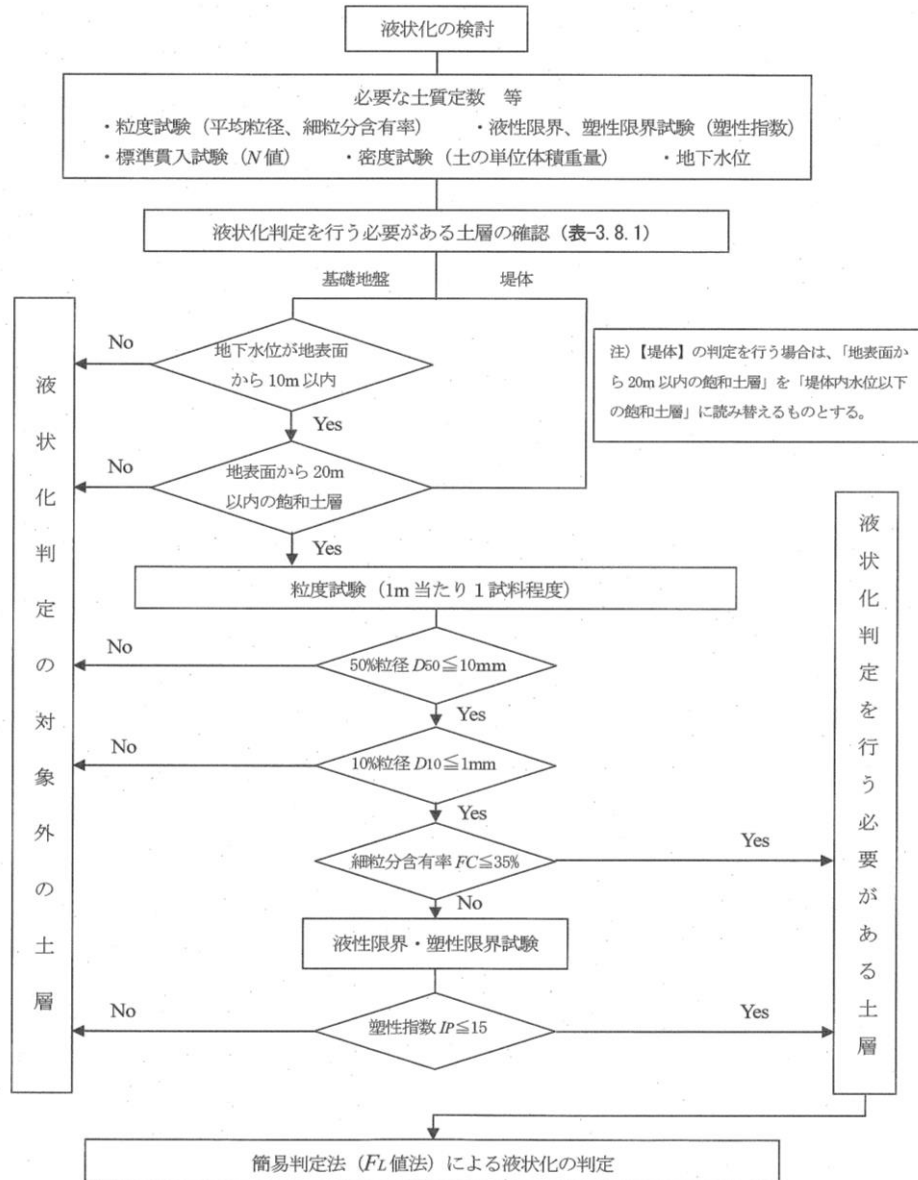 液状化の検討
必要な土質定数 等
・粒度試験（平均粒径、細粒分含有率） ・液性限界、塑性限界試験（塑性指数）
・標準貫入試験（N 値） ・密度試験（土の単位体積重量） ・地下水位
液状化判定を行う必要がある土層の確認（表-3.8.1）
基礎地盤 堤体
地下水位が地表面
から 10m 以内
No
Yes
注）【堤体】の判定を行う場合は、「地表面か
ら 20m 以内の飽和土層」を「堤体内水位以下
の飽和土層」に読み替えるものとする。
地表面から 20m
以内の飽和土層
No
Yes
粒度試験（1m 当たり 1 試料程度）
50%粒径 D50≦10mm
No
Yes
10%粒径 D10≦1mm
No
Yes
細粒分含有率 FC≦35%
Yes
No
液性限界・塑性限界試験
塑性指数 IP≦15
No
Yes
液状化判定の対象外の土層
液状化判定を行う必要がある土層
簡易判定法（FL 値法）による液状化の判定